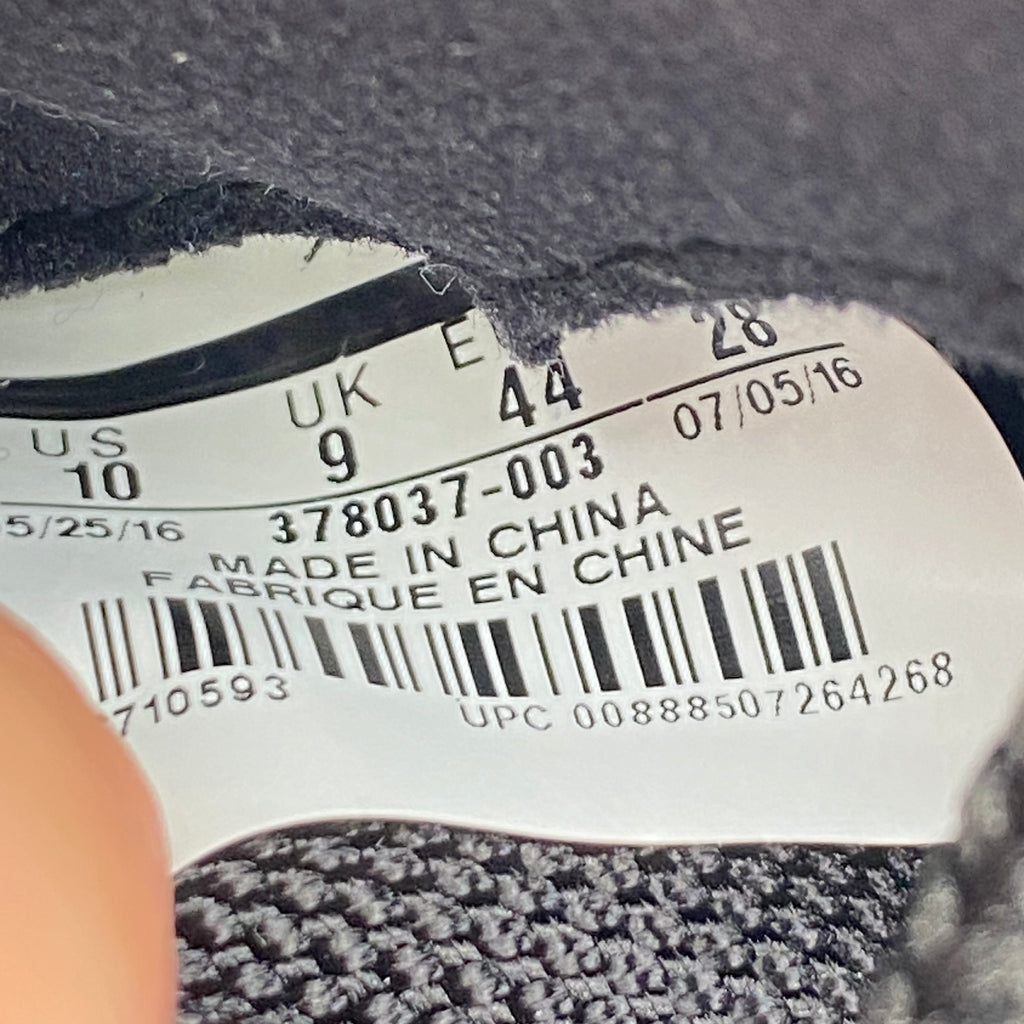 US UK E
10 9 44 28
5/25/16 378037-003 07/05/16
MADE IN CHINA
FABRIQUE EN CHINE
710593 UPC 00888507264268